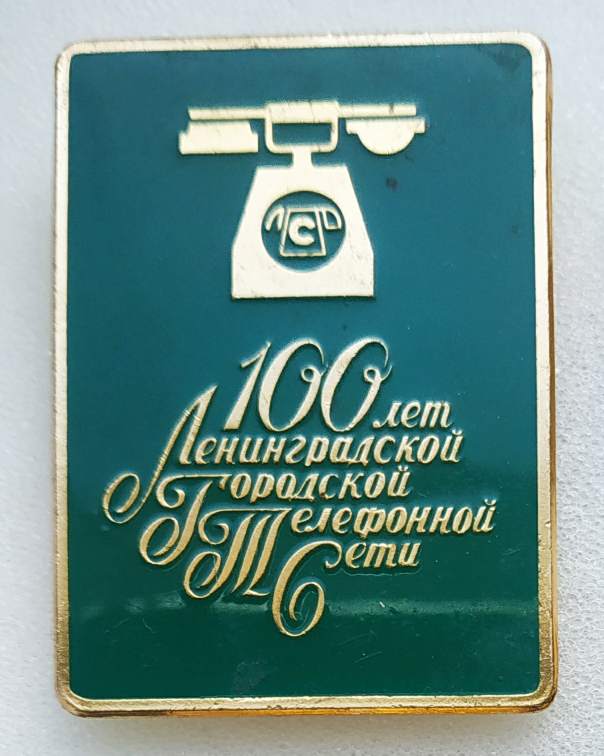 С
100 лет
Ленинградской
Городской
Телефонной
Сети